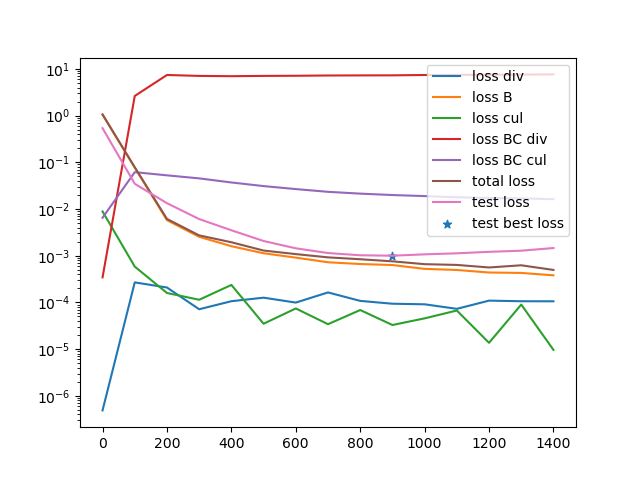 10¹
10⁰
10⁻¹
10⁻²
10⁻³
10⁻⁴
10⁻⁵
10⁻⁶
0 200 400 600 800 1000 1200 1400
loss div
loss B
loss cul
loss BC div
loss BC cul
total loss
test loss
test best loss